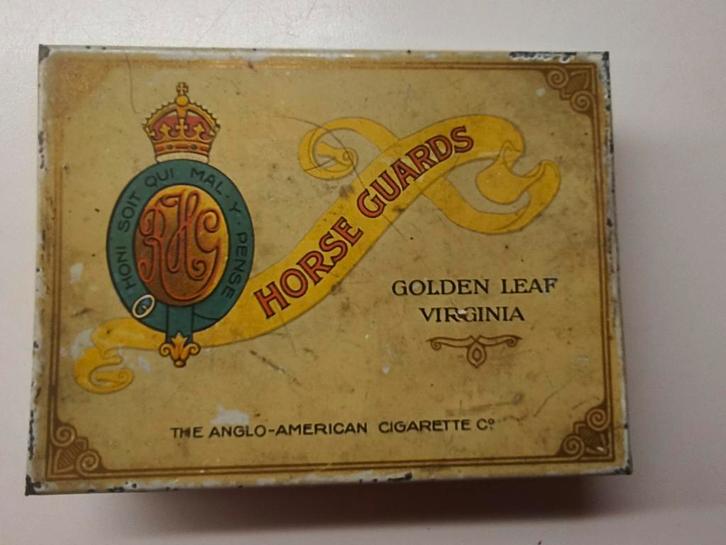 HONI SOIT QUI MAL·Y·PENSE
RHG
HORSE GUARDS
GOLDEN LEAF
VIRGINIA
THE ANGLO-AMERICAN CIGARETTE Cº